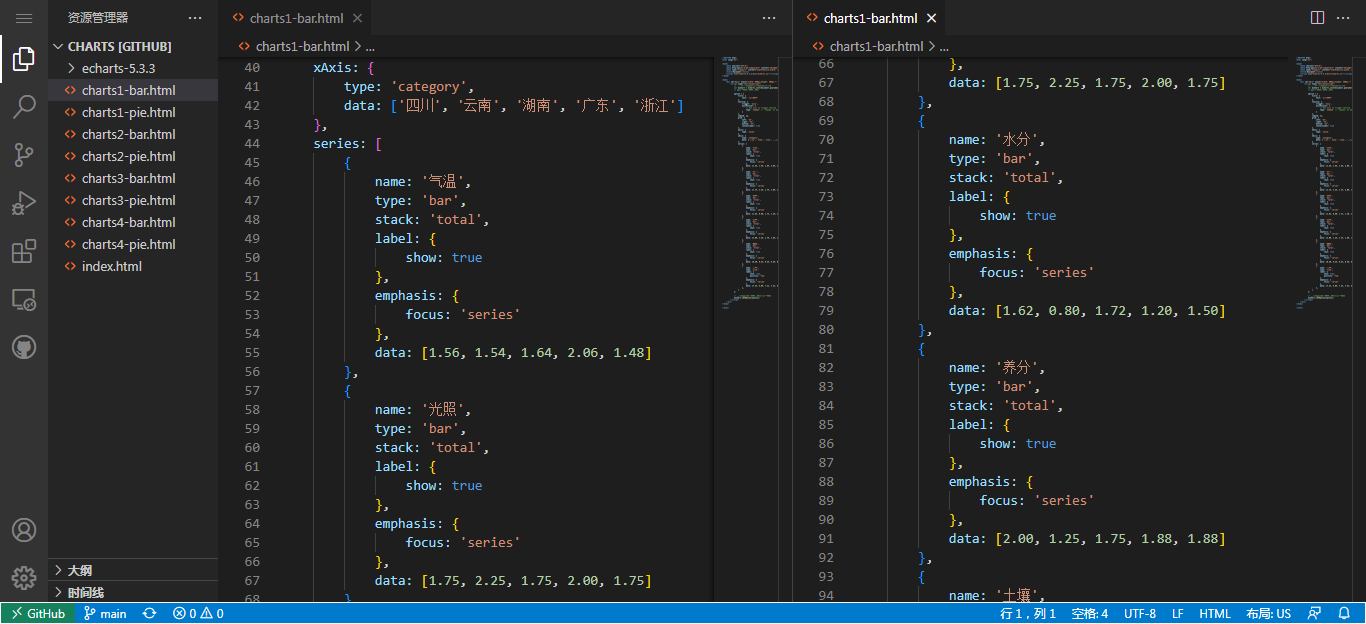 资源管理器
CHARTS [GITHUB]
echarts-5.3.3
charts1-bar.html
charts1-pie.html
charts2-bar.html
charts2-pie.html
charts3-bar.html
charts3-pie.html
charts4-bar.html
charts4-pie.html
index.html
大纲
时间线
charts1-bar.html
charts1-bar.html > ...
40 xAxis: {
41 type: 'category',
42 data: ['四川', '云南', '湖南', '广东', '浙江']
43 },
44 series: [
45 {
46 name: '气温',
47 type: 'bar',
48 stack: 'total',
49 label: {
50 show: true
51 },
52 emphasis: {
53 focus: 'series'
54 },
55 data: [1.56, 1.54, 1.64, 2.06, 1.48]
56 },
57 {
58 name: '光照',
59 type: 'bar',
60 stack: 'total',
61 label: {
62 show: true
63 },
64 emphasis: {
65 focus: 'series'
66 },
67 data: [1.75, 2.25, 1.75, 2.00, 1.75]
68 }
charts1-bar.html
charts1-bar.html > ...
66 },
67 data: [1.75, 2.25, 1.75, 2.00, 1.75]
68 },
69 {
70 name: '水分',
71 type: 'bar',
72 stack: 'total',
73 label: {
74 show: true
75 },
76 emphasis: {
77 focus: 'series'
78 },
79 data: [1.62, 0.80, 1.72, 1.20, 1.50]
80 },
81 {
82 name: '养分',
83 type: 'bar',
84 stack: 'total',
85 label: {
86 show: true
87 },
88 emphasis: {
89 focus: 'series'
90 },
91 data: [2.00, 1.25, 1.75, 1.88, 1.88]
92 },
93 {
94 name: '土壤',
GitHub main 0 0 行 1，列 1 空格: 4 UTF-8 LF HTML 布局: US